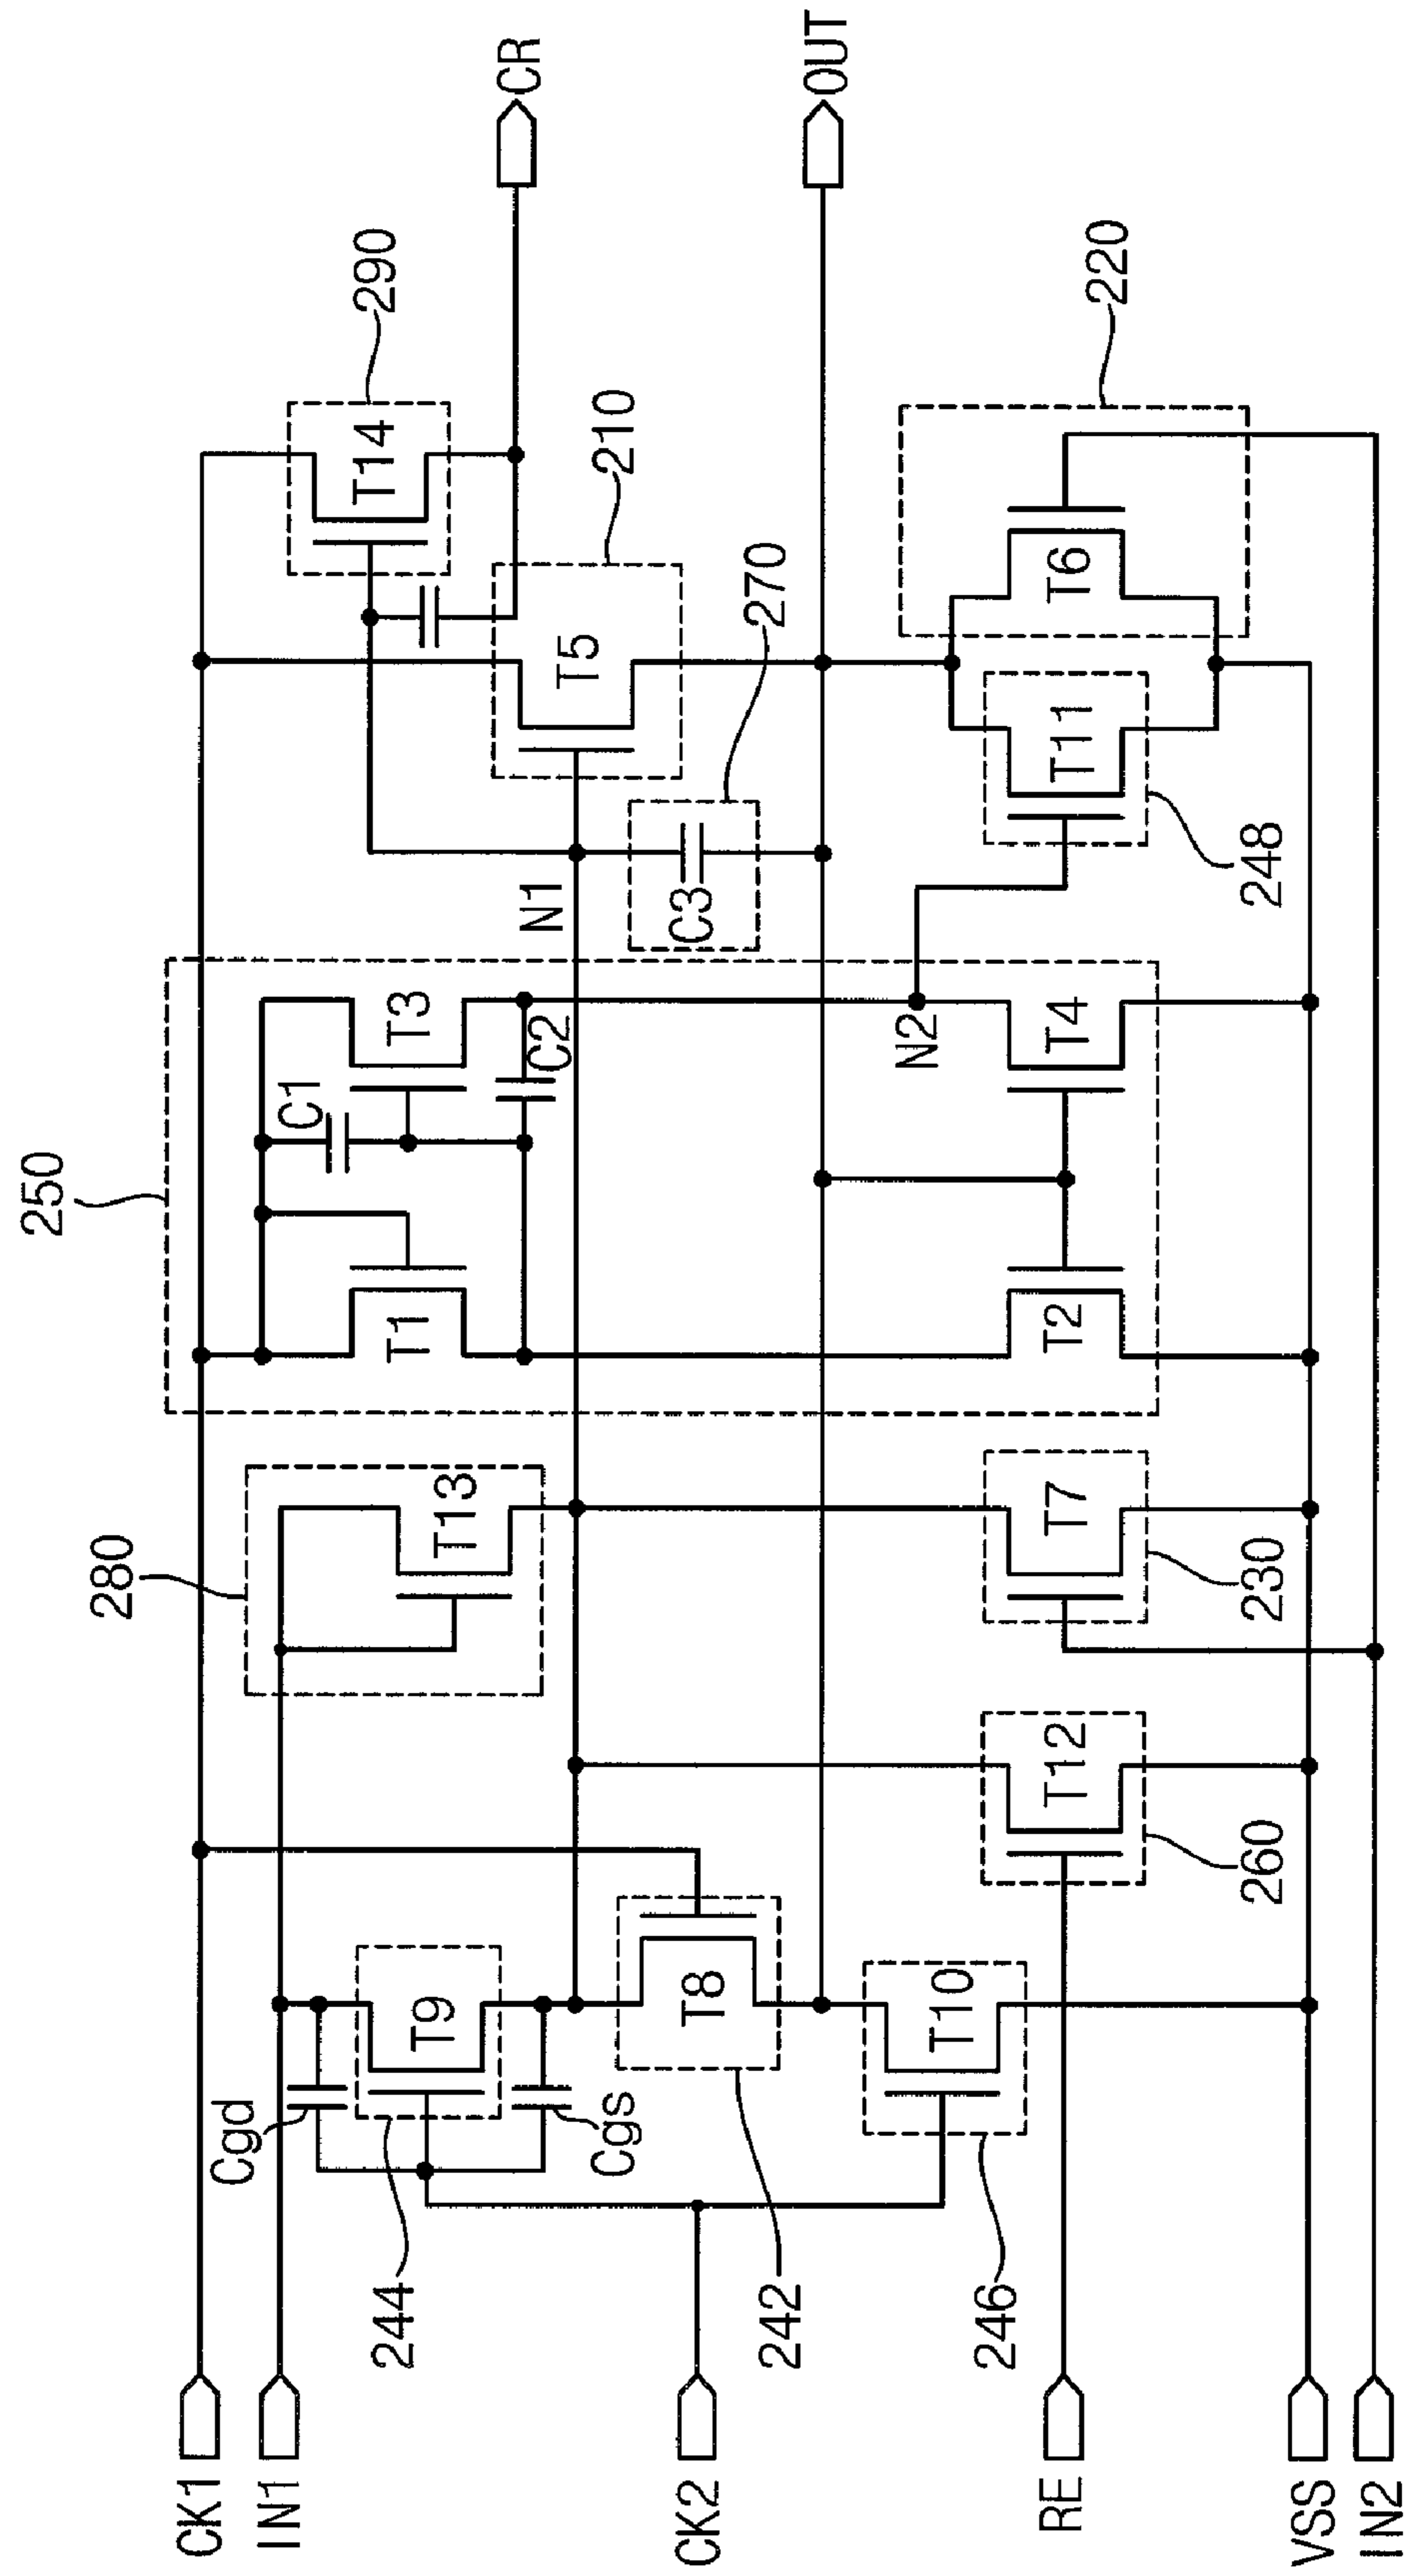 250
290
CR
280
C1
T14
T3
T1
C2
210
T13
N1
T5
270
OUT
C3
Cgd
T9
244
Cgs
T8
242
N2
220
T6
T11
248
T4
T2
T7
230
T12
260
T10
246
CK1
IN1
CK2
RE
VSS
IN2